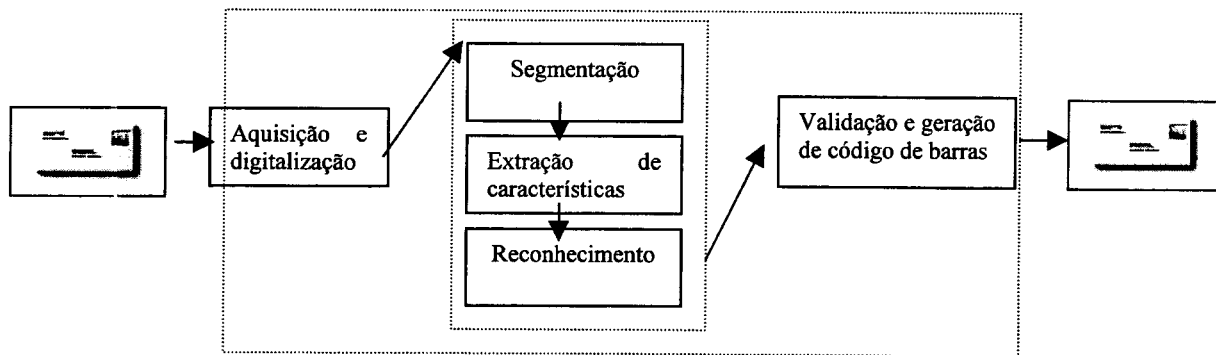 Aquisição e
digitalização
Segmentação
Extração de
características
Reconhecimento
Validação e geração
de código de barras